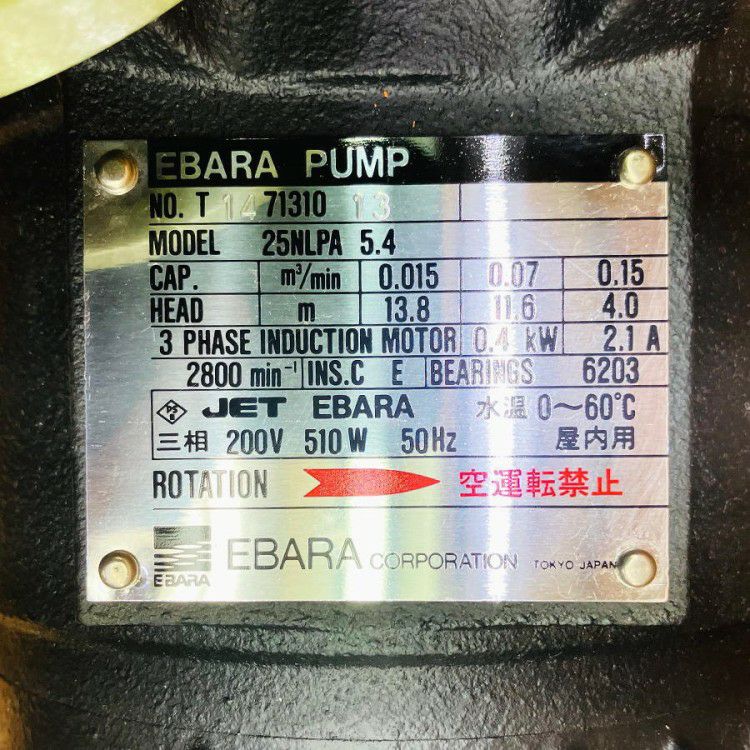 EBARA PUMP
NO. T 1471310 13
MODEL 25NLPA 5.4
CAP. m³/min 0.015 0.07 0.15
HEAD m 13.8 11.6 4.0
3 PHASE INDUCTION MOTOR 0.4 kW 2.1 A
2800 min⁻¹ INS.C E BEARINGS 6203
PS E JET EBARA 水温 0～60℃
三相 200V 510W 50Hz 屋内用
ROTATION 空運転禁止
EBARA EBARA CORPORATION TOKYO JAPAN